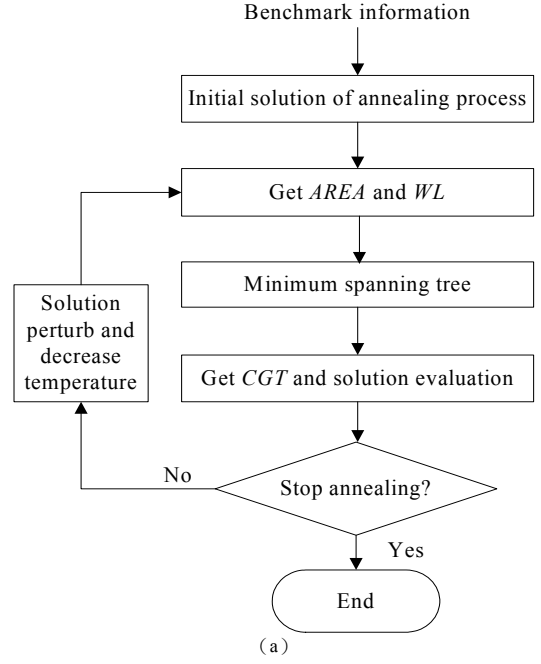 Benchmark information
Initial solution of annealing process
Get AREA and WL
Minimum spanning tree
Solution
perturb and
decrease
temperature
Get CGT and solution evaluation
No
Stop annealing?
Yes
End
(a)